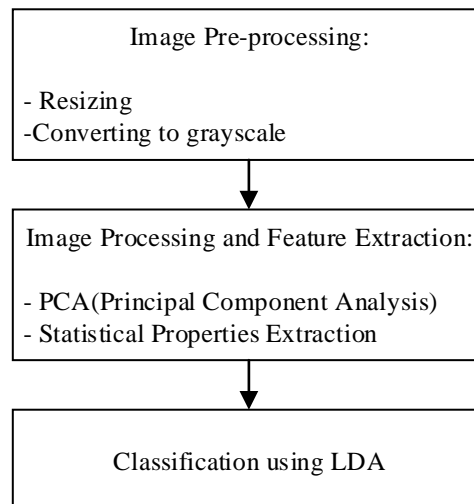 Image Pre-processing:
- Resizing
-Converting to grayscale
Image Processing and Feature Extraction:
- PCA(Principal Component Analysis)
- Statistical Properties Extraction
Classification using LDA